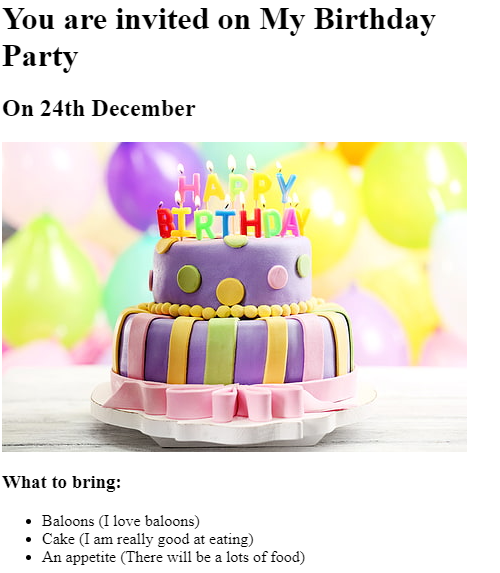 You are invited on My Birthday
Party
On 24th December
HAPPY
BIRTHDAY
What to bring:
Baloons (I love baloons)
Cake (I am really good at eating)
An appetite (There will be a lots of food)